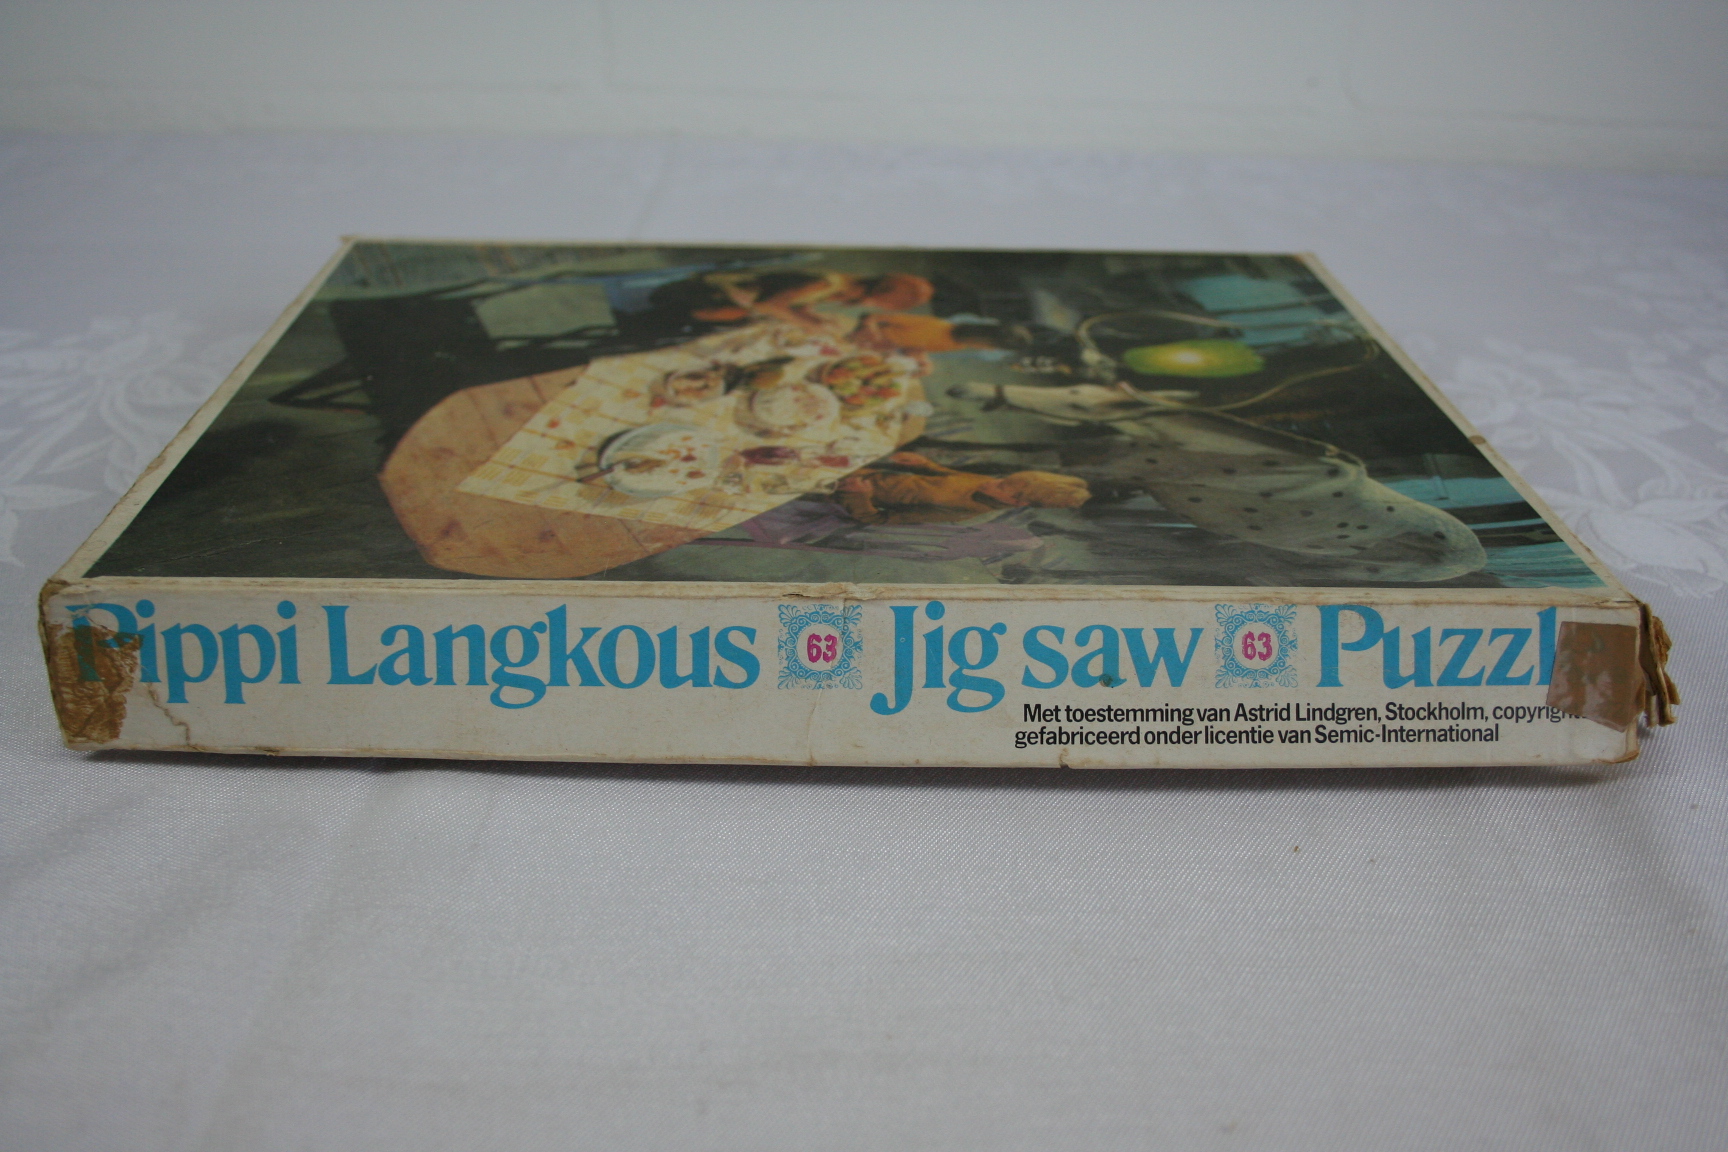 Pippi Langkous 63 Jig saw 63 Puzzl
Met toestemming van Astrid Lindgren, Stockholm,
gefabriceerd onder licentie van Semic-International